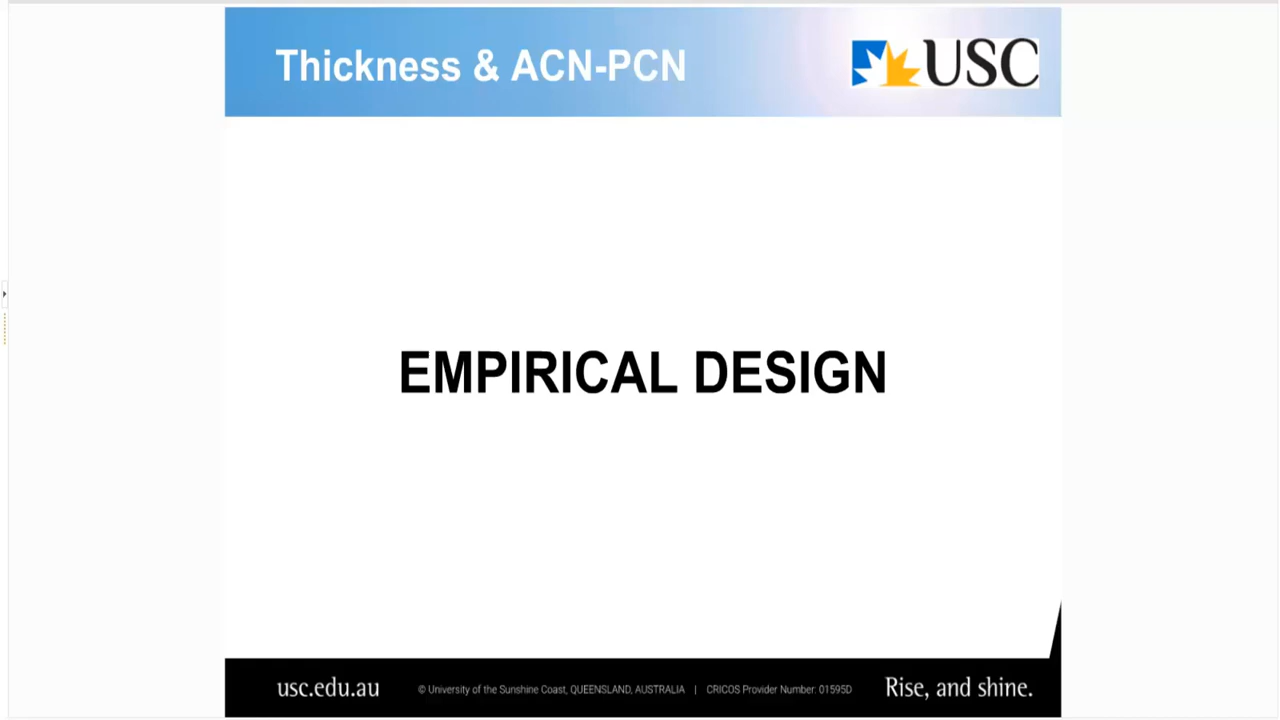 Thickness & ACN-PCN
USC
EMPIRICAL DESIGN
usc.edu.au
© University of the Sunshine Coast, QUEENSLAND, AUSTRALIA | CRICOS Provider Number: 01595D
Rise, and shine.